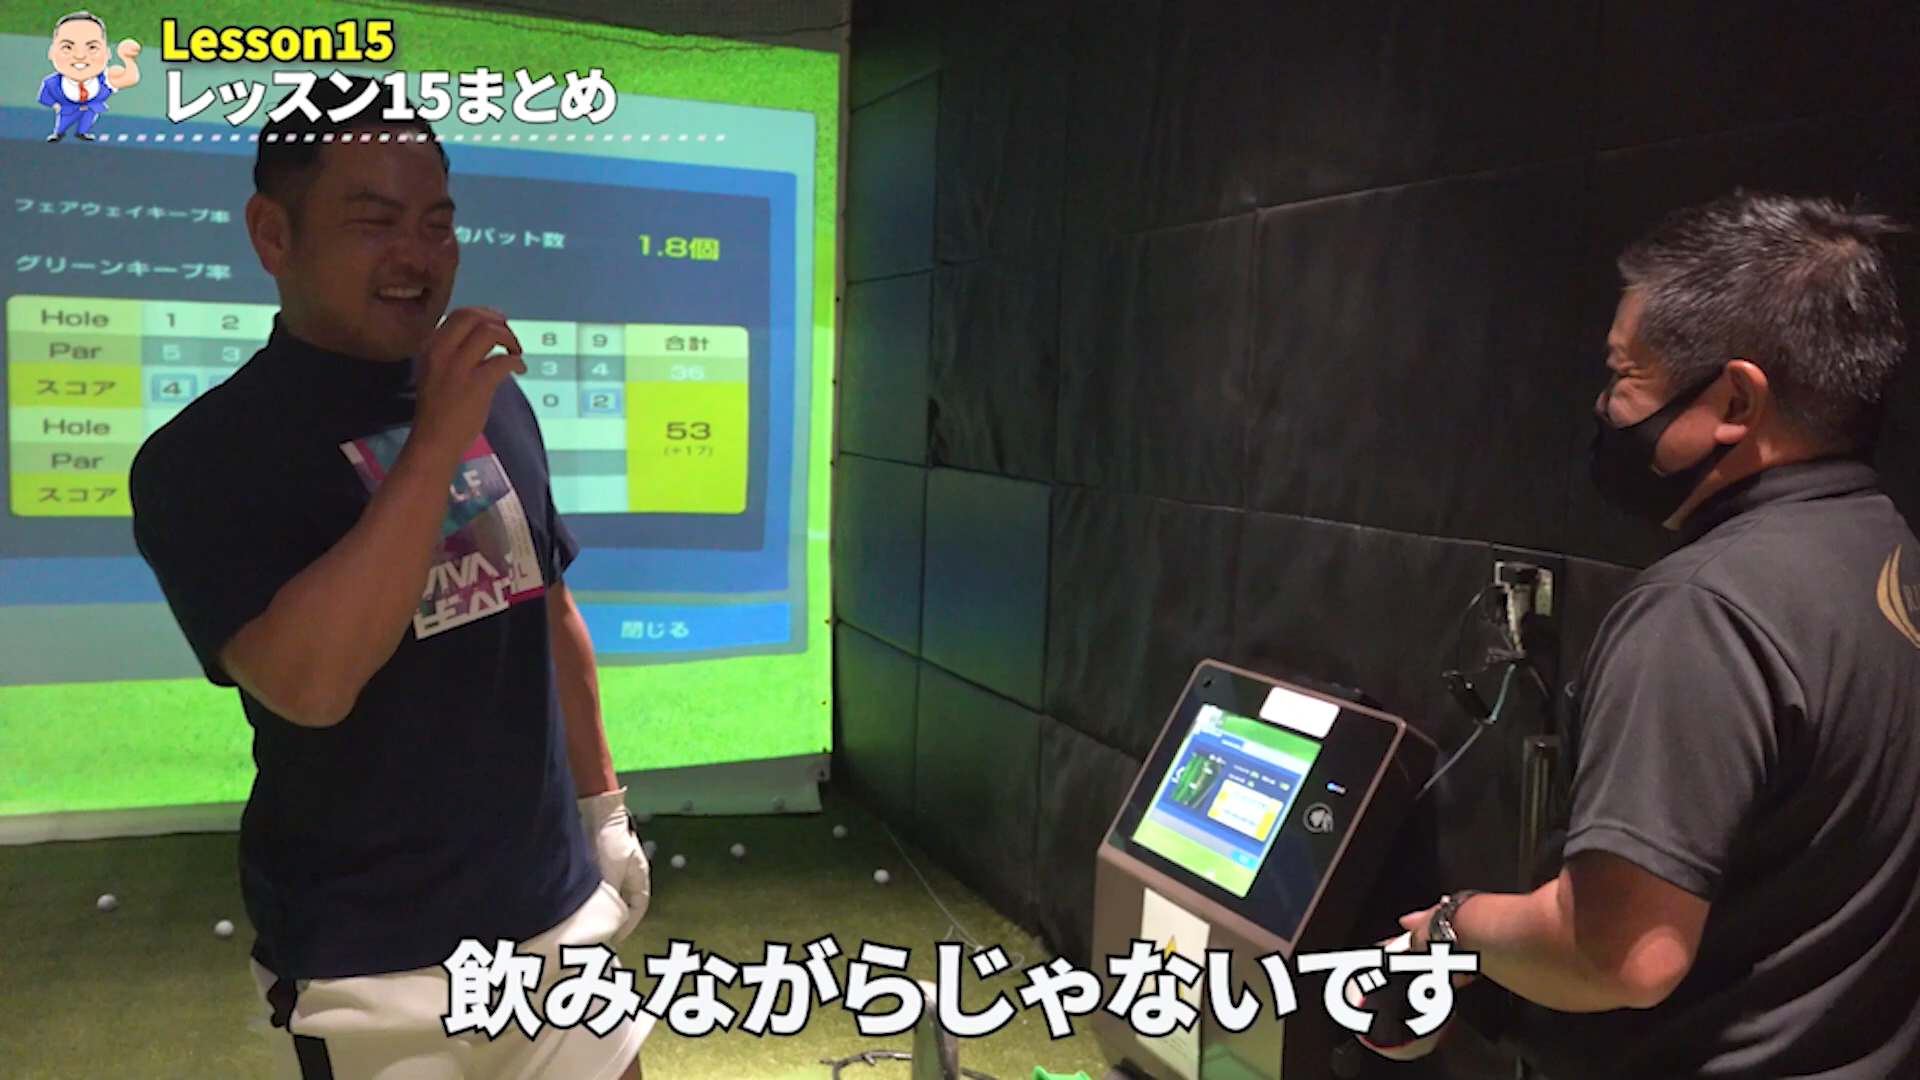 Lesson15
レッスン15まとめ
フェアウェイキープ率
均パット数 1.8個
グリーンキープ率
Hole 1 2 8 9 合計
Par 5 3 3 4 36
スコア 4 0 2
53
(+17)
Hole
Par
スコア
VIVA
閉じる
飲みながらじゃないです